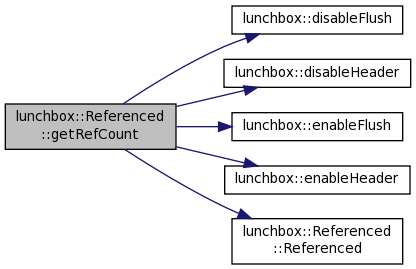 lunchbox::Referenced
::getRefCount
lunchbox::disableFlush
lunchbox::disableHeader
lunchbox::enableFlush
lunchbox::enableHeader
lunchbox::Referenced
::Referenced